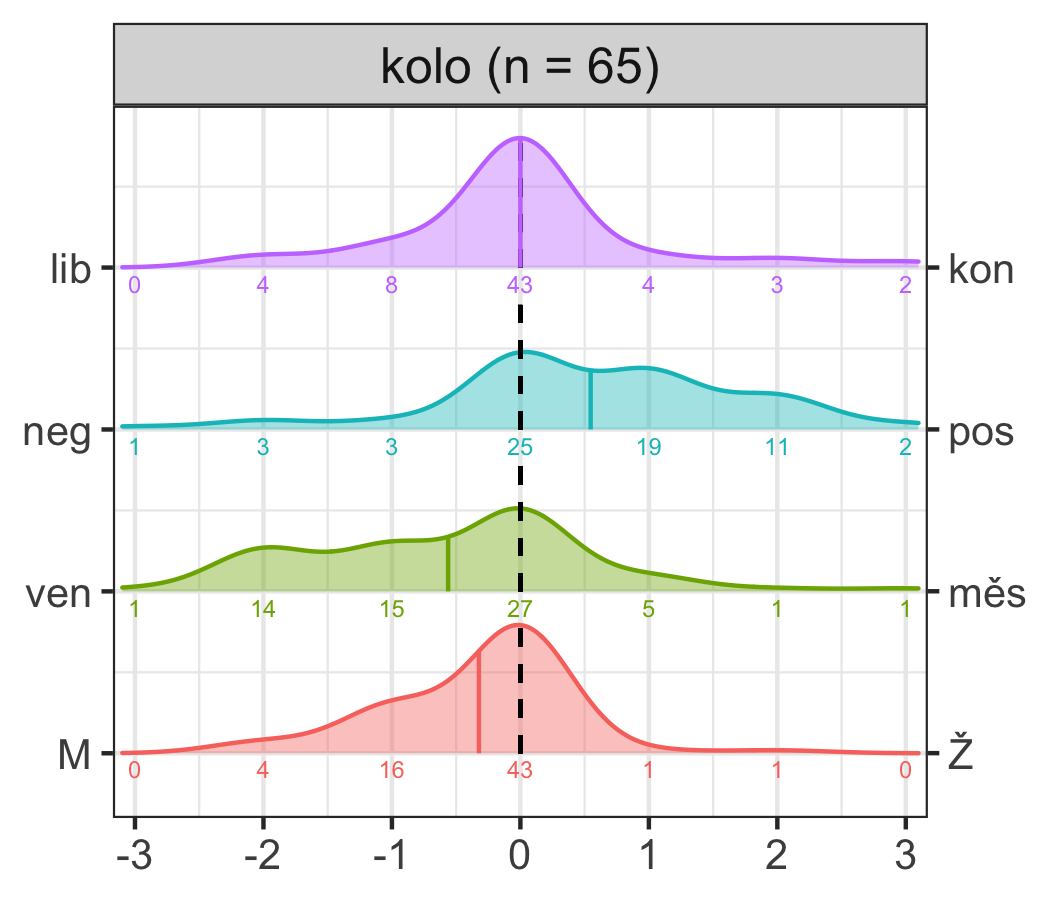 kolo (n = 65)
lib kon
0 4 8 43 4 3 2
neg pos
1 3 3 25 19 11 2
ven měs
1 14 15 27 5 1 1
M Ž
0 4 16 43 1 1 0
-3 -2 -1 0 1 2 3